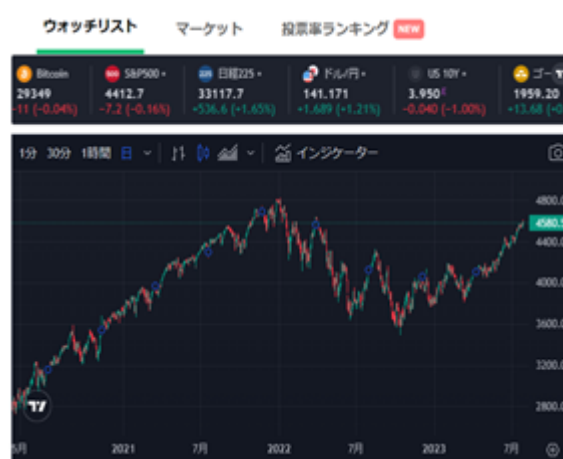 ウォッチリスト マーケット 投票率ランキング NEW
Bitcoin S&P500 日経225 ドル/円 US 10Y ゴー
29349 4412.7 33117.7 141.171 3.950 1959.20
-11 (-0.04%) -7.2 (-0.16%) +536.6 (+1.65%) +1.689 (+1.21%) -0.040 (-1.00%) +13.68
1分 30分 1時間 日 インジケーター
4800.0
4580.5
4400.0
4000.0
3600.0
3200.0
2800.0
2021 7月 2022 7月 2023 7月